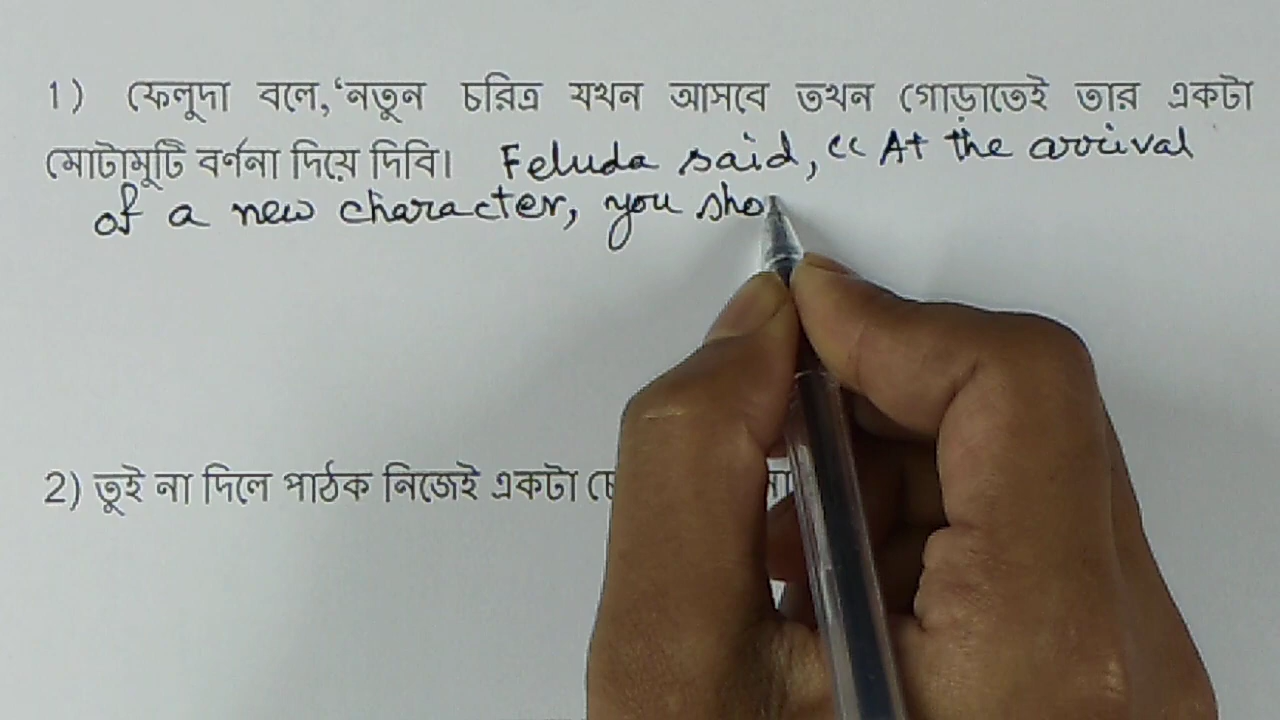 1) ফেলুদা বলে,‘নতুন চরিত্র যখন আসবে তখন গোড়াতেই তার একটা
মোটামুটি বর্ণনা দিয়ে দিবি। Feluda said, “ At the arrival
of a new character, you sho
2) তুই না দিলে পাঠক নিজেই একটা